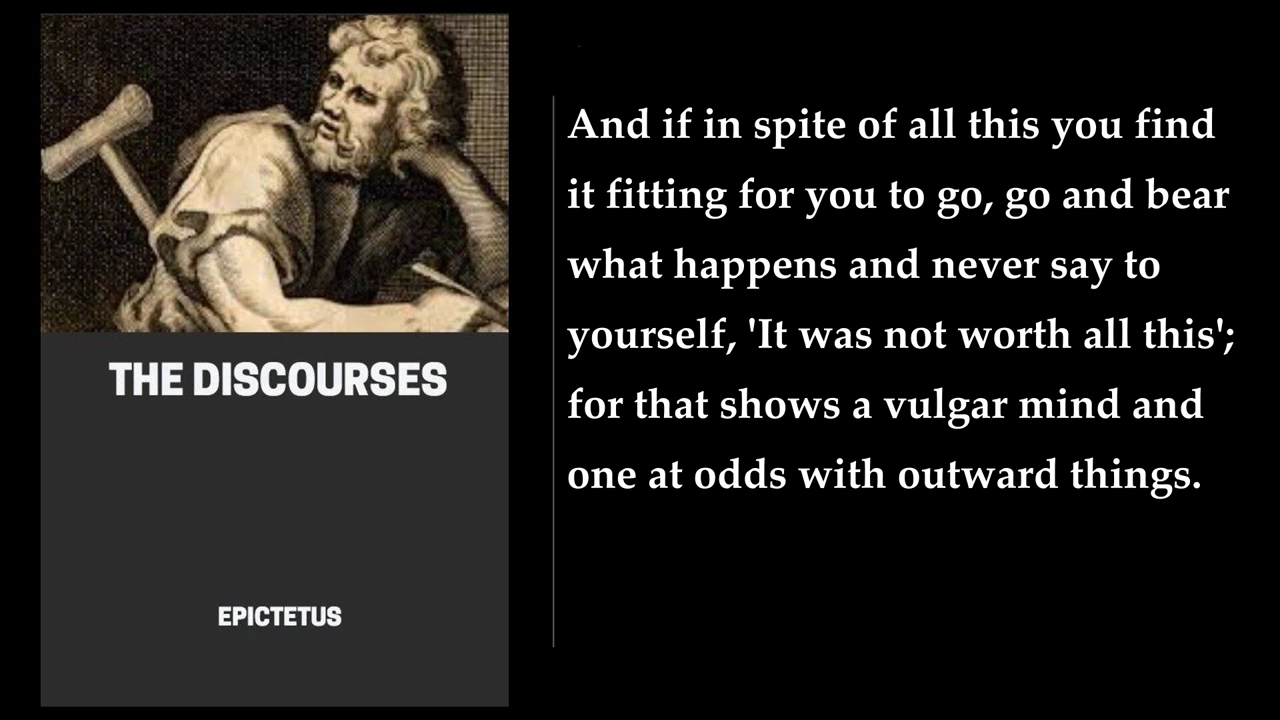 THE DISCOURSES
EPICTETUS
And if in spite of all this you find
it fitting for you to go, go and bear
what happens and never say to
yourself, 'It was not worth all this';
for that shows a vulgar mind and
one at odds with outward things.